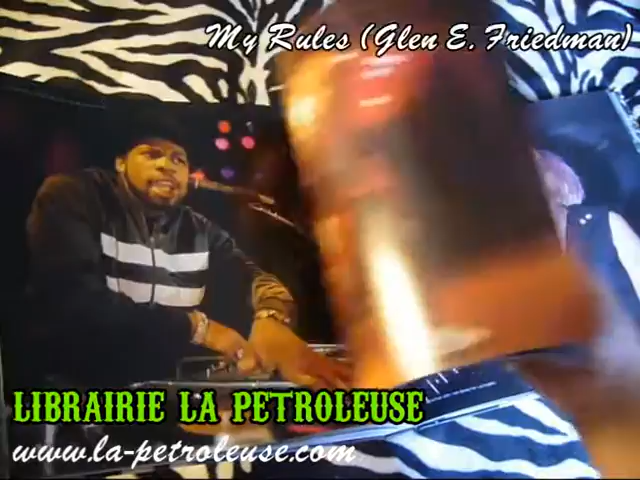 My Rules (Glen E. Friedman)
LIBRAIRIE LA PETROLEUSE
www.la-petroleuse.com